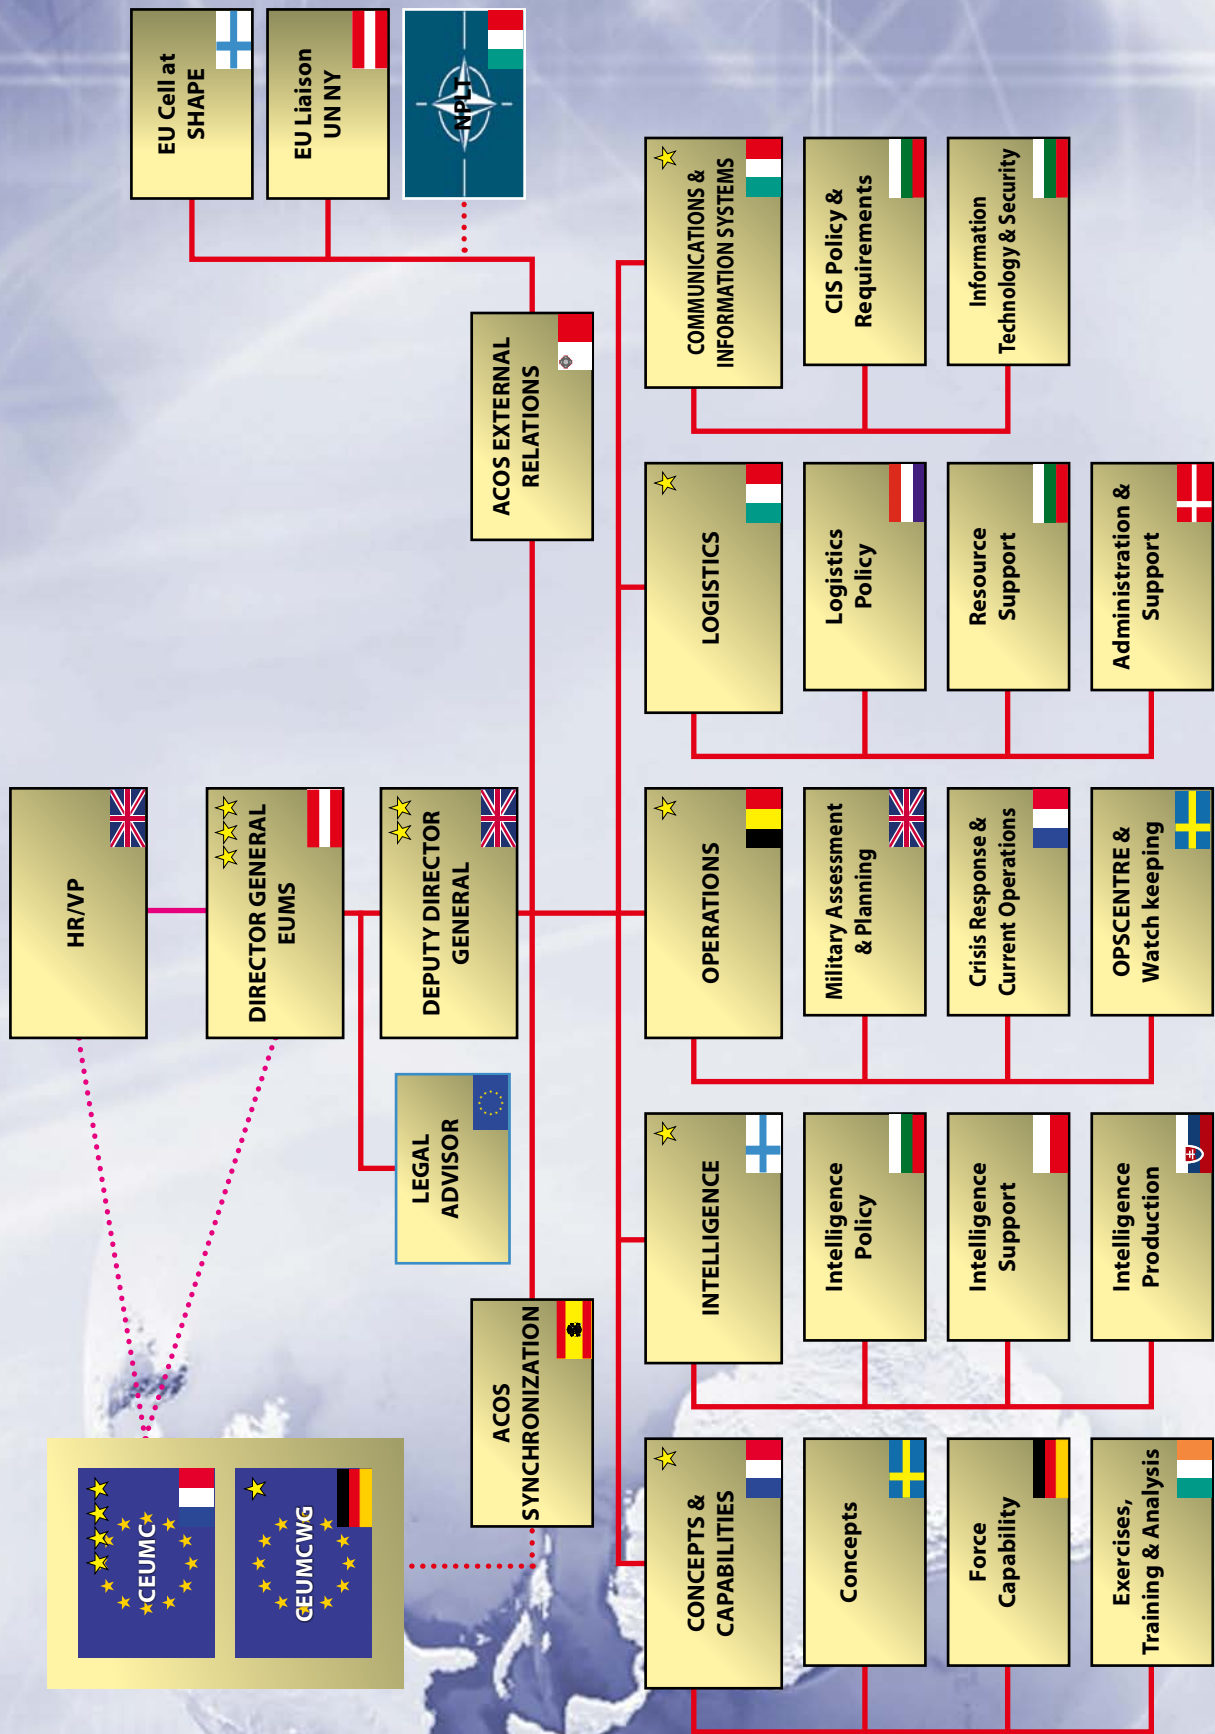 HR/VP
CEUMC
CEUMCWG
DIRECTOR GENERAL
EUMS
EU Cell at
SHAPE
EU Liaison
UN NY
NPLT
LEGAL
ADVISOR
DEPUTY DIRECTOR
GENERAL
ACOS
SYNCHRONIZATION
ACOS EXTERNAL
RELATIONS
CONCEPTS &
CAPABILITIES
INTELLIGENCE
OPERATIONS
LOGISTICS
COMMUNICATIONS &
INFORMATION SYSTEMS
Concepts
Intelligence
Policy
Military Assessment
& Planning
Logistics
Policy
CIS Policy &
Requirements
Force
Capability
Intelligence
Support
Crisis Response &
Current Operations
Resource
Support
Information
Technology & Security
Exercises,
Training & Analysis
Intelligence
Production
OPSCENTRE &
Watch keeping
Administration &
Support